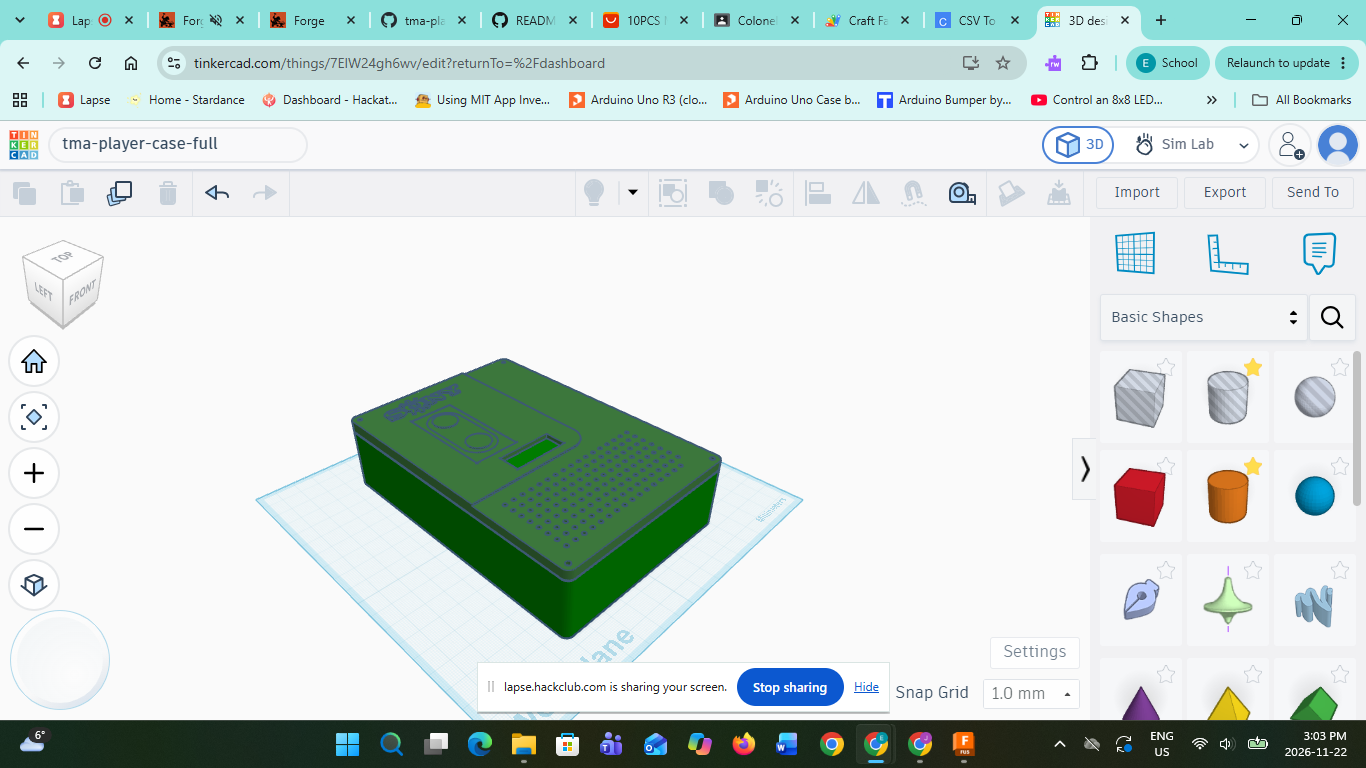 Lap
For
Forge
tma-pla
README
10PCS
Colone
Craft Fa
CSV To
3D desi
tinkercad.com/things/7EIW24gh6wv/edit?returnTo=%2Fdashboard
E School
Relaunch to update
Lapse
Home - Stardance
Dashboard - Hackat...
Using MIT App Inve...
Arduino Uno R3 (clo...
Arduino Uno Case b...
Arduino Bumper by...
Control an 8x8 LED...
All Bookmarks
TIN
KER
CAD
tma-player-case-full
3D
Sim Lab
Import
Export
Send To
TOP
LEFT
FRONT
Basic Shapes
Settings
lapse.hackclub.com is sharing your screen.
Stop sharing
Hide
Snap Grid
1.0 mm
6°
ENG
US
3:03 PM
2026-11-22